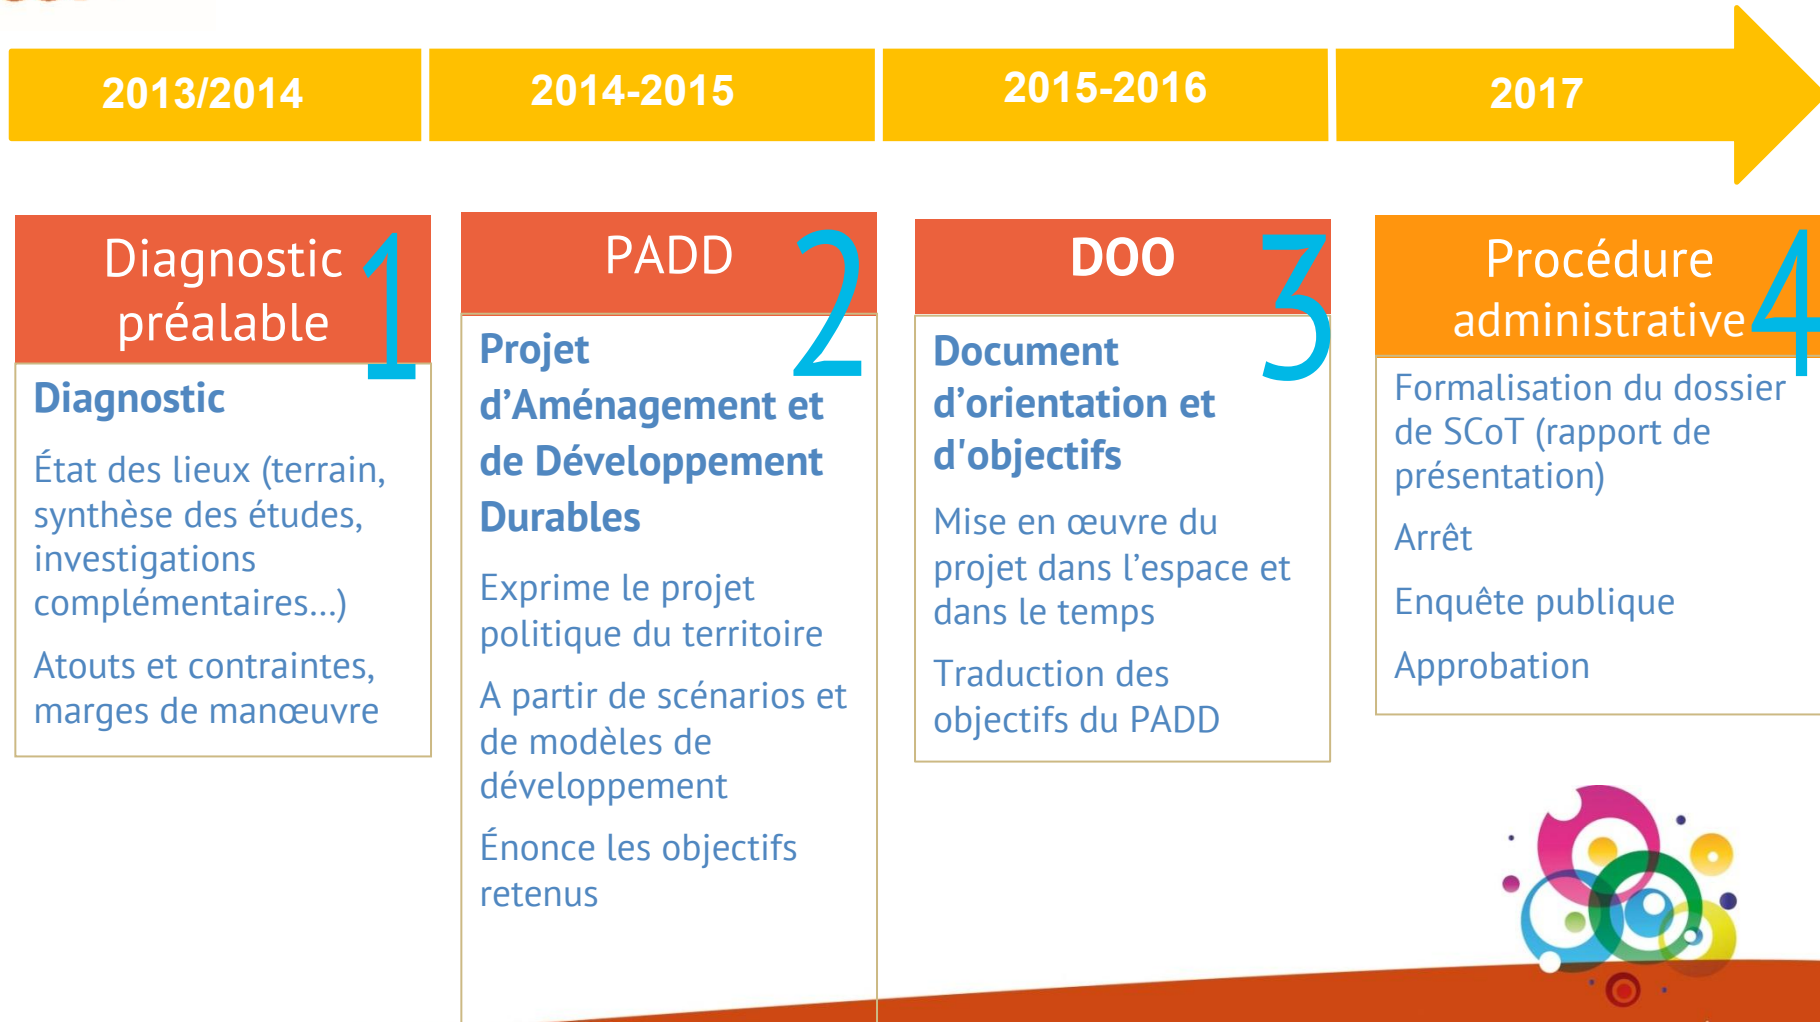 2013/2014
2014-2015
2015-2016
2017
Diagnostic
préalable
1
Diagnostic
État des lieux (terrain,
synthèse des études,
investigations
complémentaires…)
Atouts et contraintes,
marges de manœuvre
PADD
2
Projet
d’Aménagement et
de Développement
Durables
Exprime le projet
politique du territoire
A partir de scénarios et
de modèles de
développement
Énonce les objectifs
retenus
DOO
3
Document
d’orientation et
d'objectifs
Mise en œuvre du
projet dans l’espace et
dans le temps
Traduction des
objectifs du PADD
Procédure
administrative
4
Formalisation du dossier
de SCoT (rapport de
présentation)
Arrêt
Enquête publique
Approbation